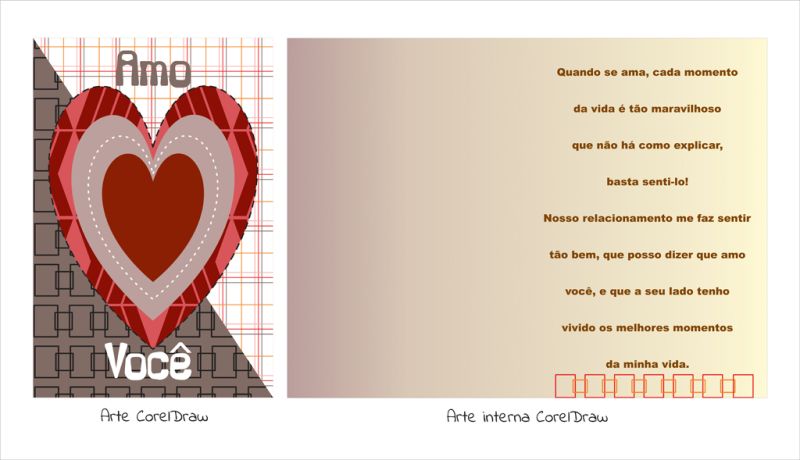 Amo
Você
Arte CorelDraw
Quando se ama, cada momento
da vida é tão maravilhoso
que não há como explicar,
basta senti-lo!
Nosso relacionamento me faz sentir
tão bem, que posso dizer que amo
você, e que a seu lado tenho
vivido os melhores momentos
da minha vida.
Arte interna CorelDraw